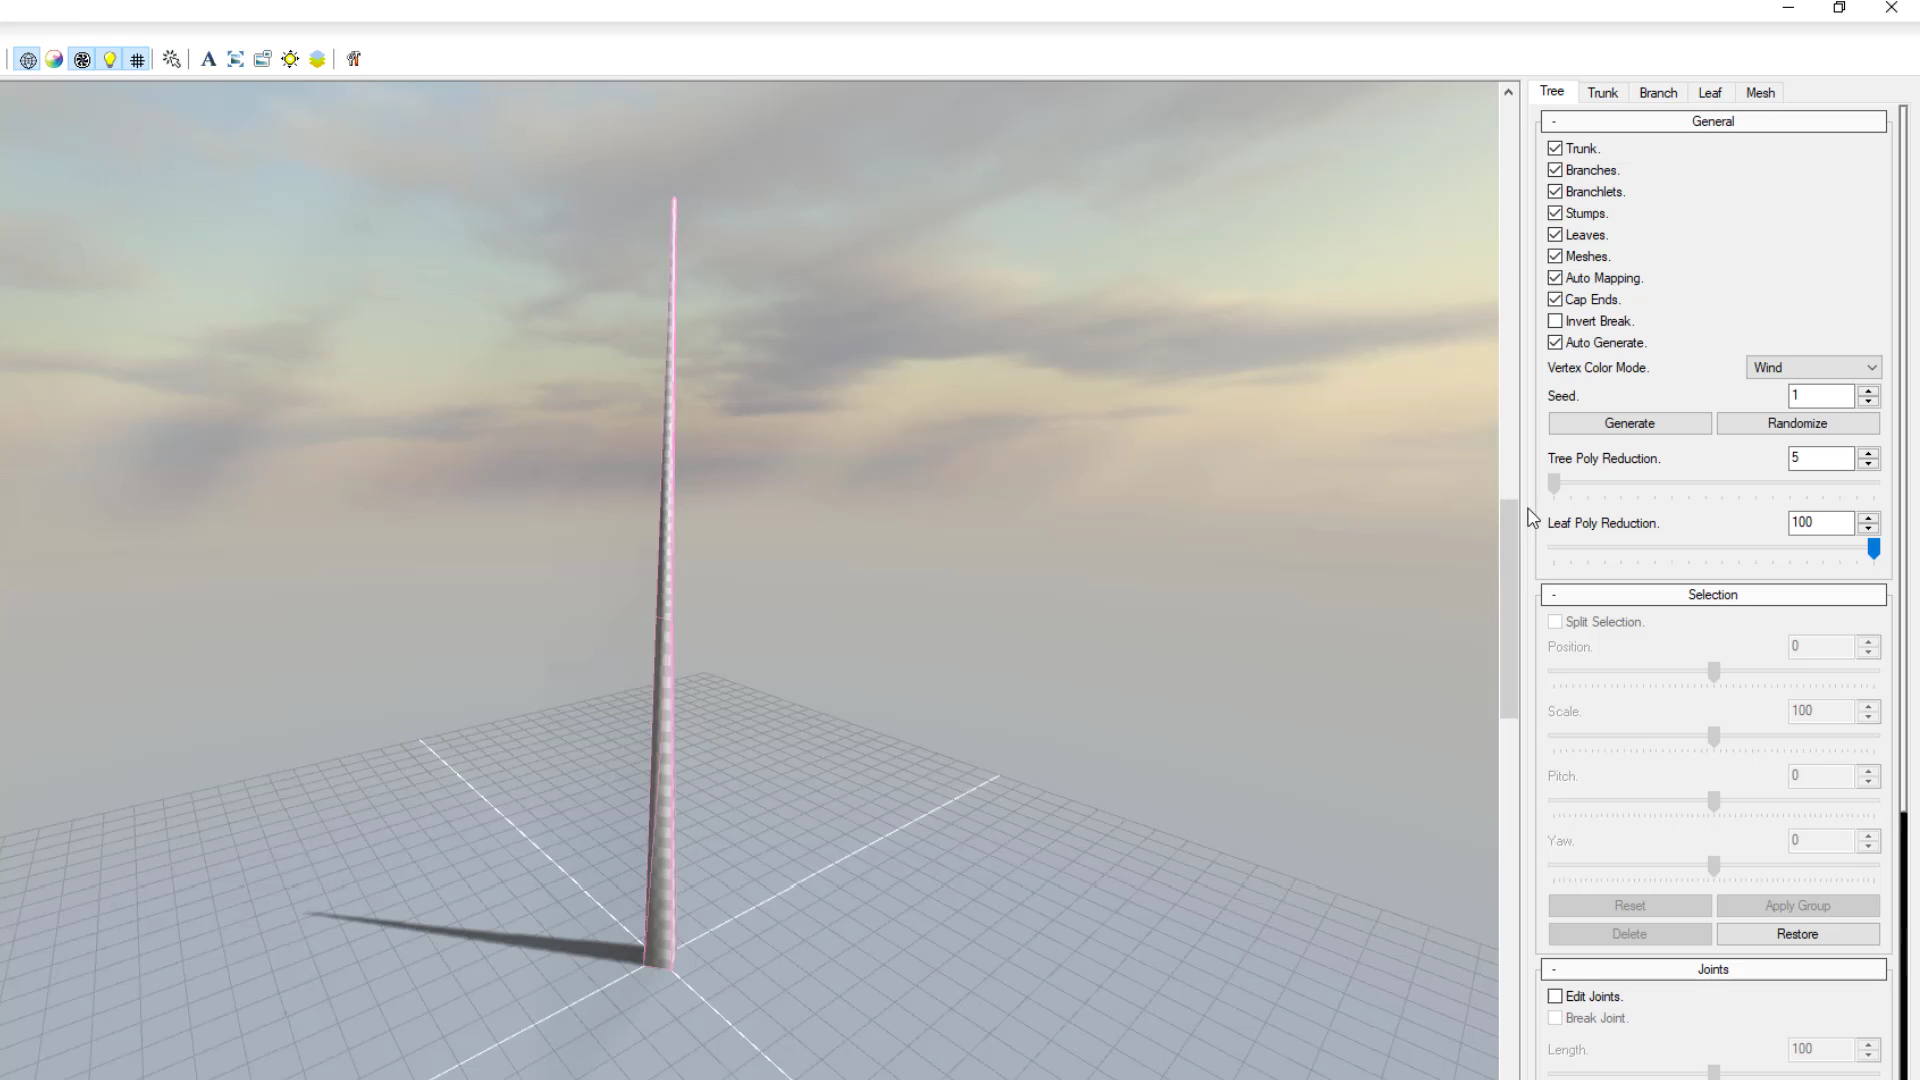 Tree Trunk Branch Leaf Mesh
- General
Trunk.
Branches.
Branchlets.
Stumps.
Leaves.
Meshes.
Auto Mapping.
Cap Ends.
Invert Break.
Auto Generate.
Vertex Color Mode. Wind
Seed. 1
Generate Randomize
Tree Poly Reduction. 5
Leaf Poly Reduction. 100
- Selection
Split Selection.
Position. 0
Scale. 100
Pitch. 0
Yaw. 0
Reset Apply Group
Delete Restore
- Joints
Edit Joints.
Break Joint.
Length. 100